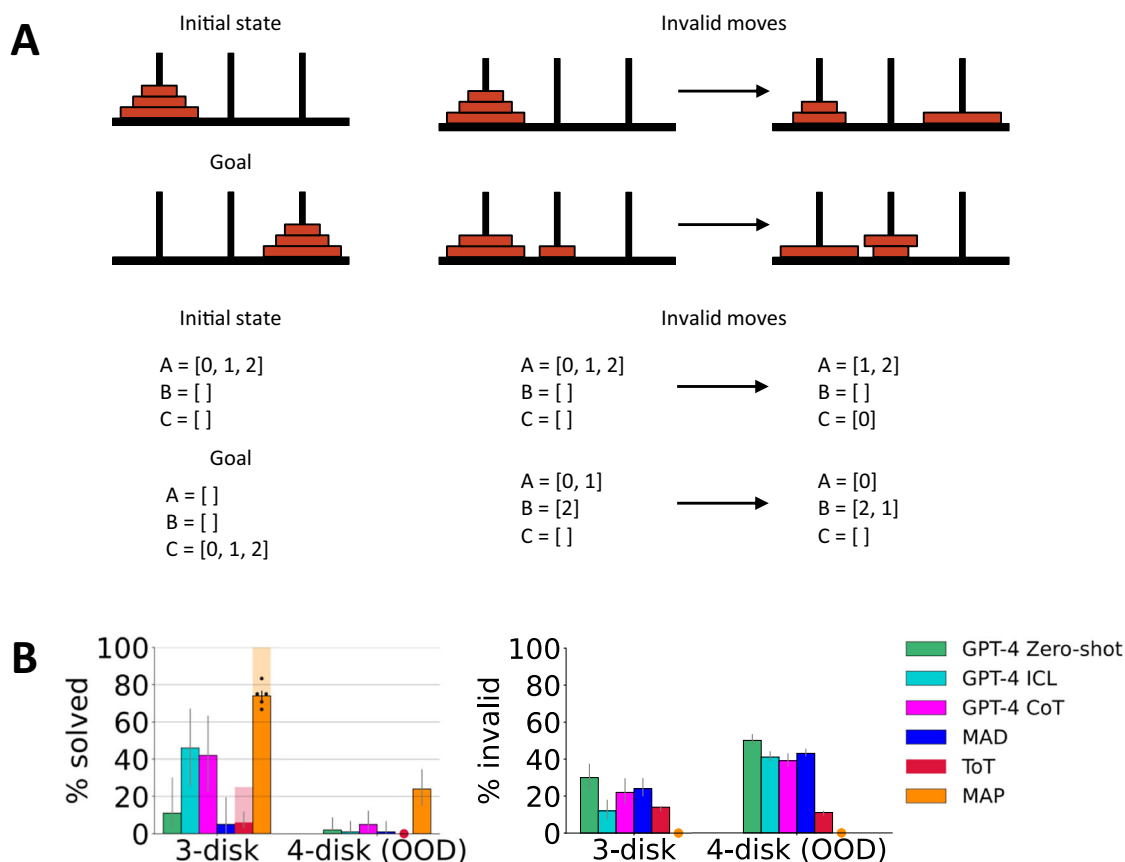 A
Initial state
Invalid moves
Goal
Initial state
Invalid moves
A = [0, 1, 2]
B = [ ]
C = [ ]
A = [0, 1, 2]
B = [ ]
C = [ ]
A = [1, 2]
B = [ ]
C = [0]
Goal
A = [ ]
B = [ ]
C = [0, 1, 2]
A = [0, 1]
B = [2]
C = [ ]
A = [0]
B = [2, 1]
C = [ ]
B
% solved
100
80
60
40
20
0
3-disk
4-disk (OOD)
% invalid
100
80
60
40
20
0
3-disk
4-disk (OOD)
GPT-4 Zero-shot
GPT-4 ICL
GPT-4 CoT
MAD
ToT
MAP